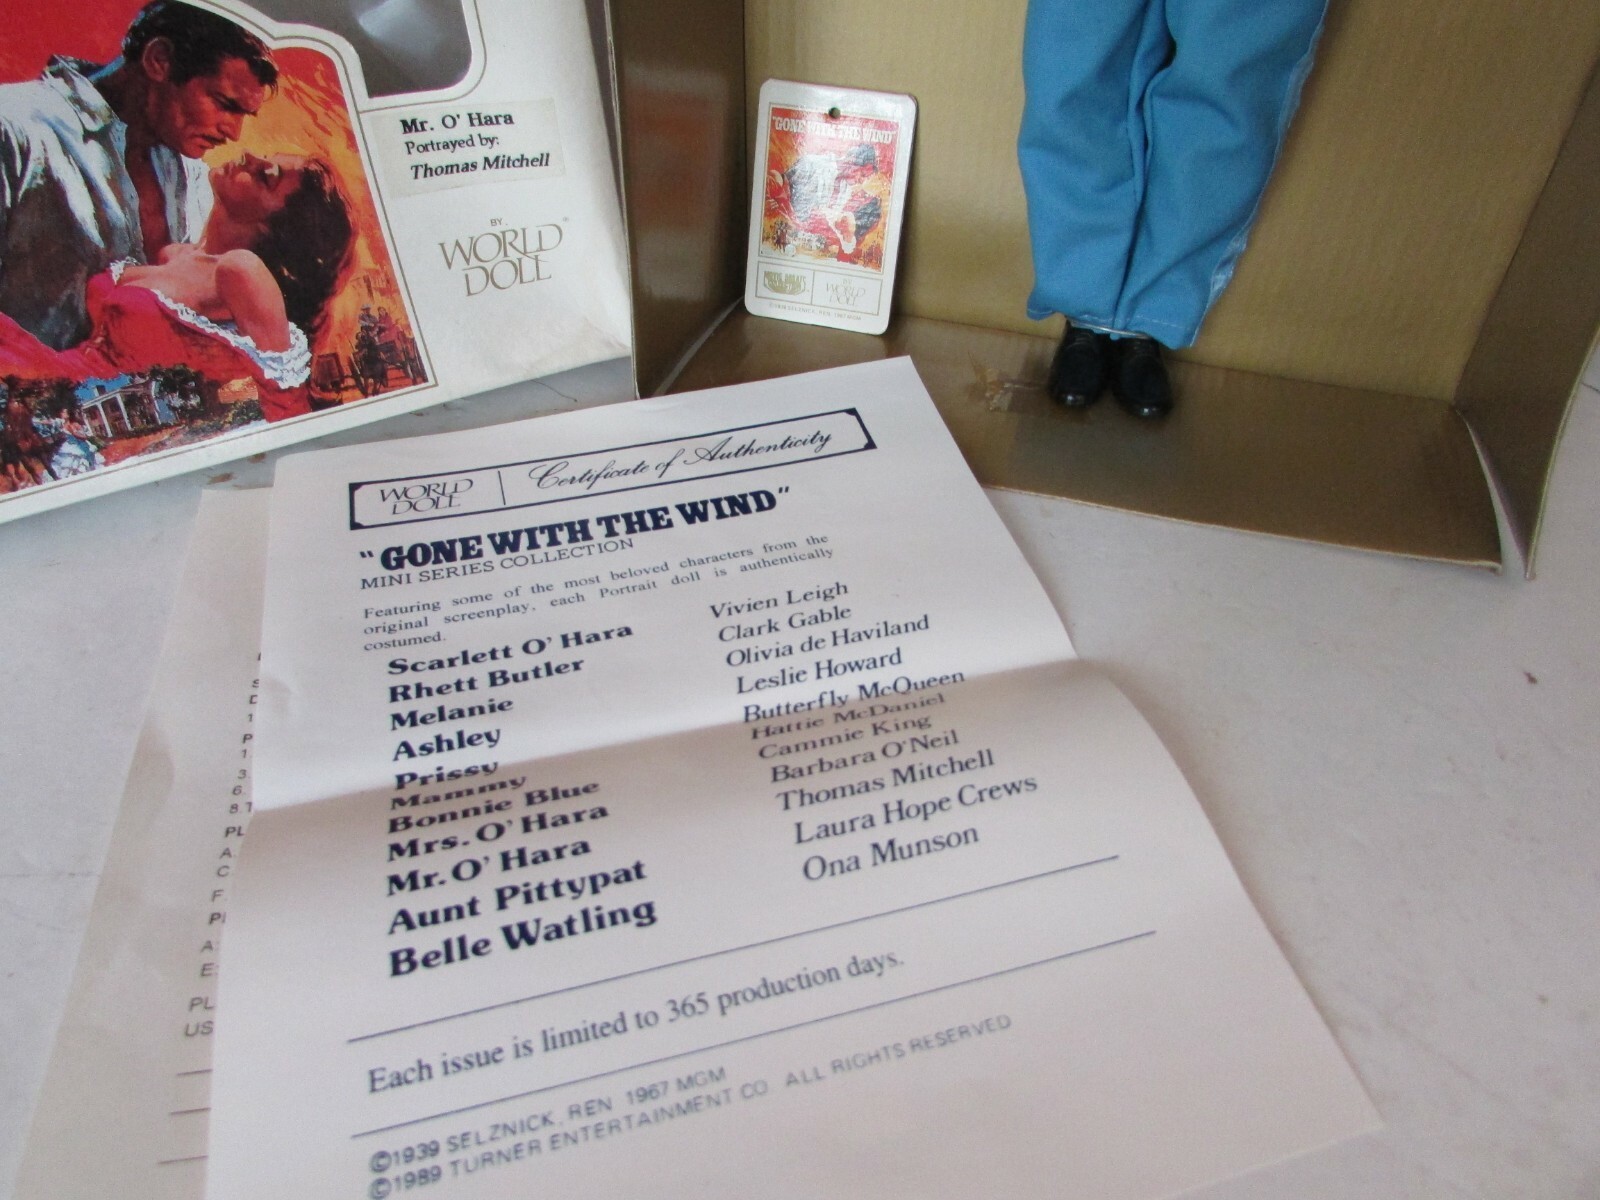 Mr. O' Hara
Portrayed by:
Thomas Mitchell
BY
WORLD
DOLL
"GONE WITH THE WIND"
BY
WORLD
DOLL
WORLD
DOLL
Certificate of Authenticity
"GONE WITH THE WIND"
MINI SERIES COLLECTION
Featuring some of the most beloved characters from the
original screenplay, each Portrait doll is authentically
costumed.
Scarlett O' Hara Vivien Leigh
Rhett Butler Clark Gable
Melanie Olivia de Haviland
Ashley Leslie Howard
Prissy Butterfly McQueen
Mammy Hattie McDaniel
Bonnie Blue Cammie King
Mrs. O' Hara Barbara O'Neil
Mr. O' Hara Thomas Mitchell
Aunt Pittypat Laura Hope Crews
Belle Watling Ona Munson
Each issue is limited to 365 production days.
©1939 SELZNICK, REN 1967 MGM
©1989 TURNER ENTERTAINMENT CO ALL RIGHTS RESERVED